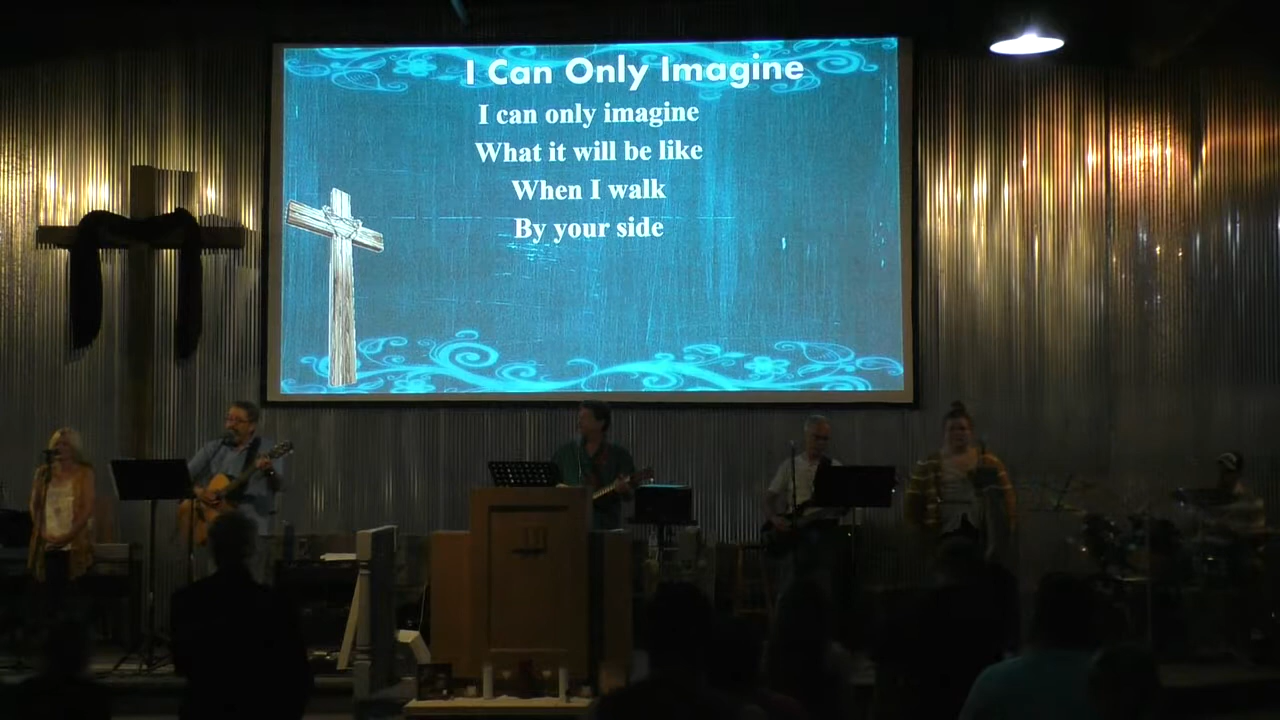 I Can Only Imagine
I can only imagine
What it will be like
When I walk
By your side